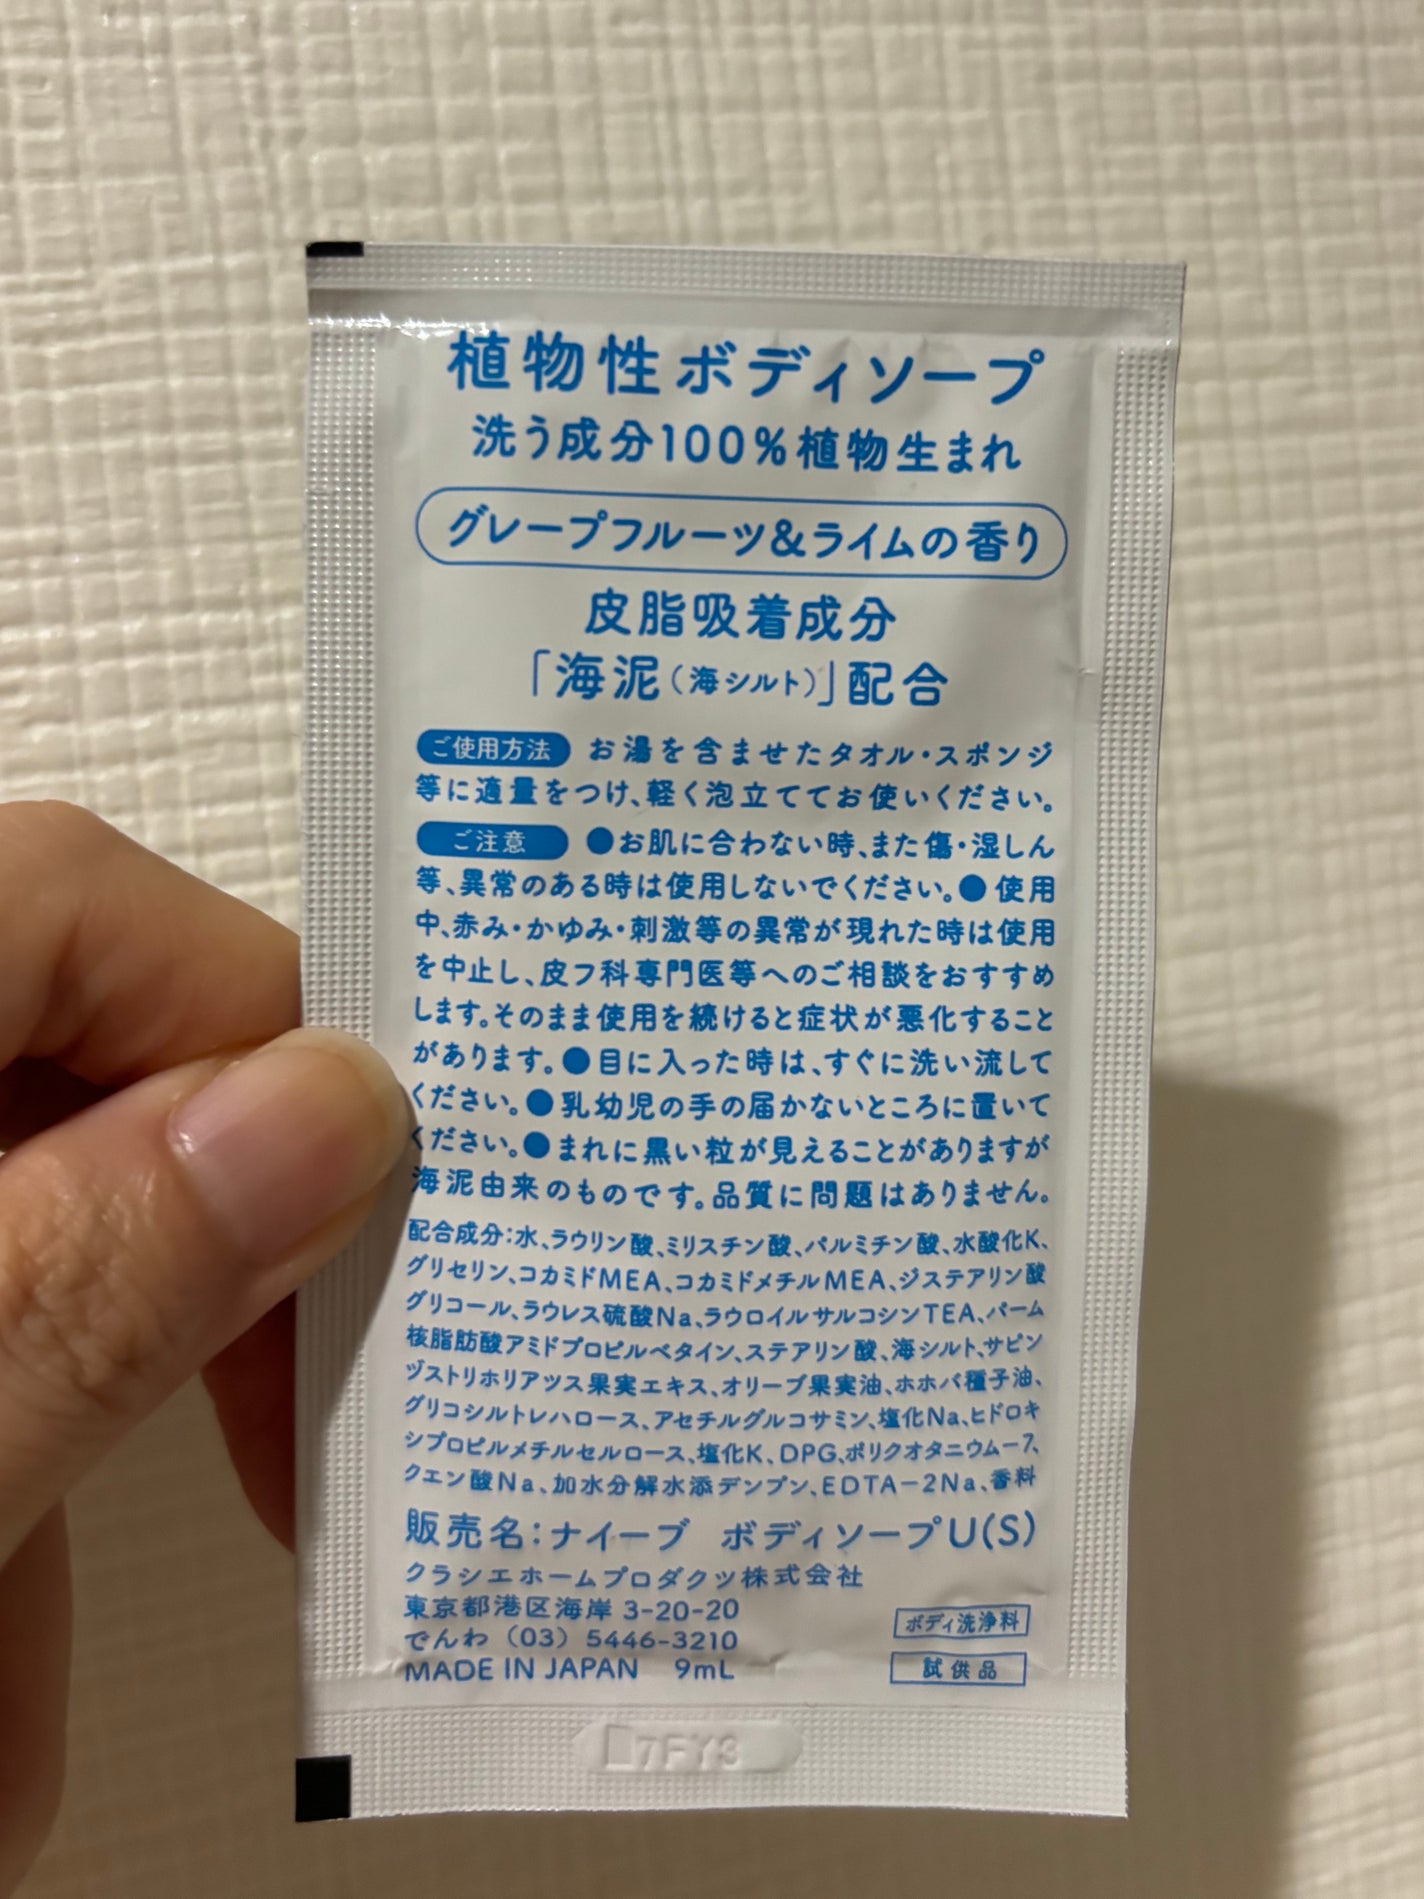 植物性ボディソープ
洗う成分100%植物生まれ
グレープフルーツ&ライムの香り
皮脂吸着成分
「海泥(海シルト)」配合
ご使用方法 お湯を含ませたタオル・スポンジ
等に適量をつけ、軽く泡立ててお使いください。
ご注意 ●お肌に合わない時、また傷・湿しん
等、異常のある時は使用しないでください。●使用
中、赤み・かゆみ・刺激等の異常が現れた時は使用
を中止し、皮フ科専門医等へのご相談をおすすめ
します。そのまま使用を続けると症状が悪化すること
があります。●目に入った時は、すぐに洗い流して
ください。●乳幼児の手の届かないところに置いて
ください。●まれに黒い粒が見えることがありますが
海泥由来のものです。品質に問題はありません。
配合成分:水、ラウリン酸、ミリスチン酸、パルミチン酸、水酸化K、
グリセリン、コカミドMEA、コカミドメチルMEA、ジステアリン酸
グリコール、ラウレス硫酸Na、ラウロイルサルコシンTEA、パーム
核脂肪酸アミドプロピルベタイン、ステアリン酸、海シルト、サピン
ヅストリホリアツス果実エキス、オリーブ果実油、ホホバ種子油、
グリコシルトレハロース、アセチルグルコサミン、塩化Na、ヒドロキ
シプロピルメチルセルロース、塩化K、DPG、ポリクオタニウム-7、
クエン酸Na、加水分解水添デンプン、EDTA-2Na、香料
販売名:ナイーブ ボディソープU(S)
クラシエホームプロダクツ株式会社
東京都港区海岸 3-20-20
でんわ (03) 5446-3210
MADE IN JAPAN 9mL
ボディ洗浄料
試供品
7FY3